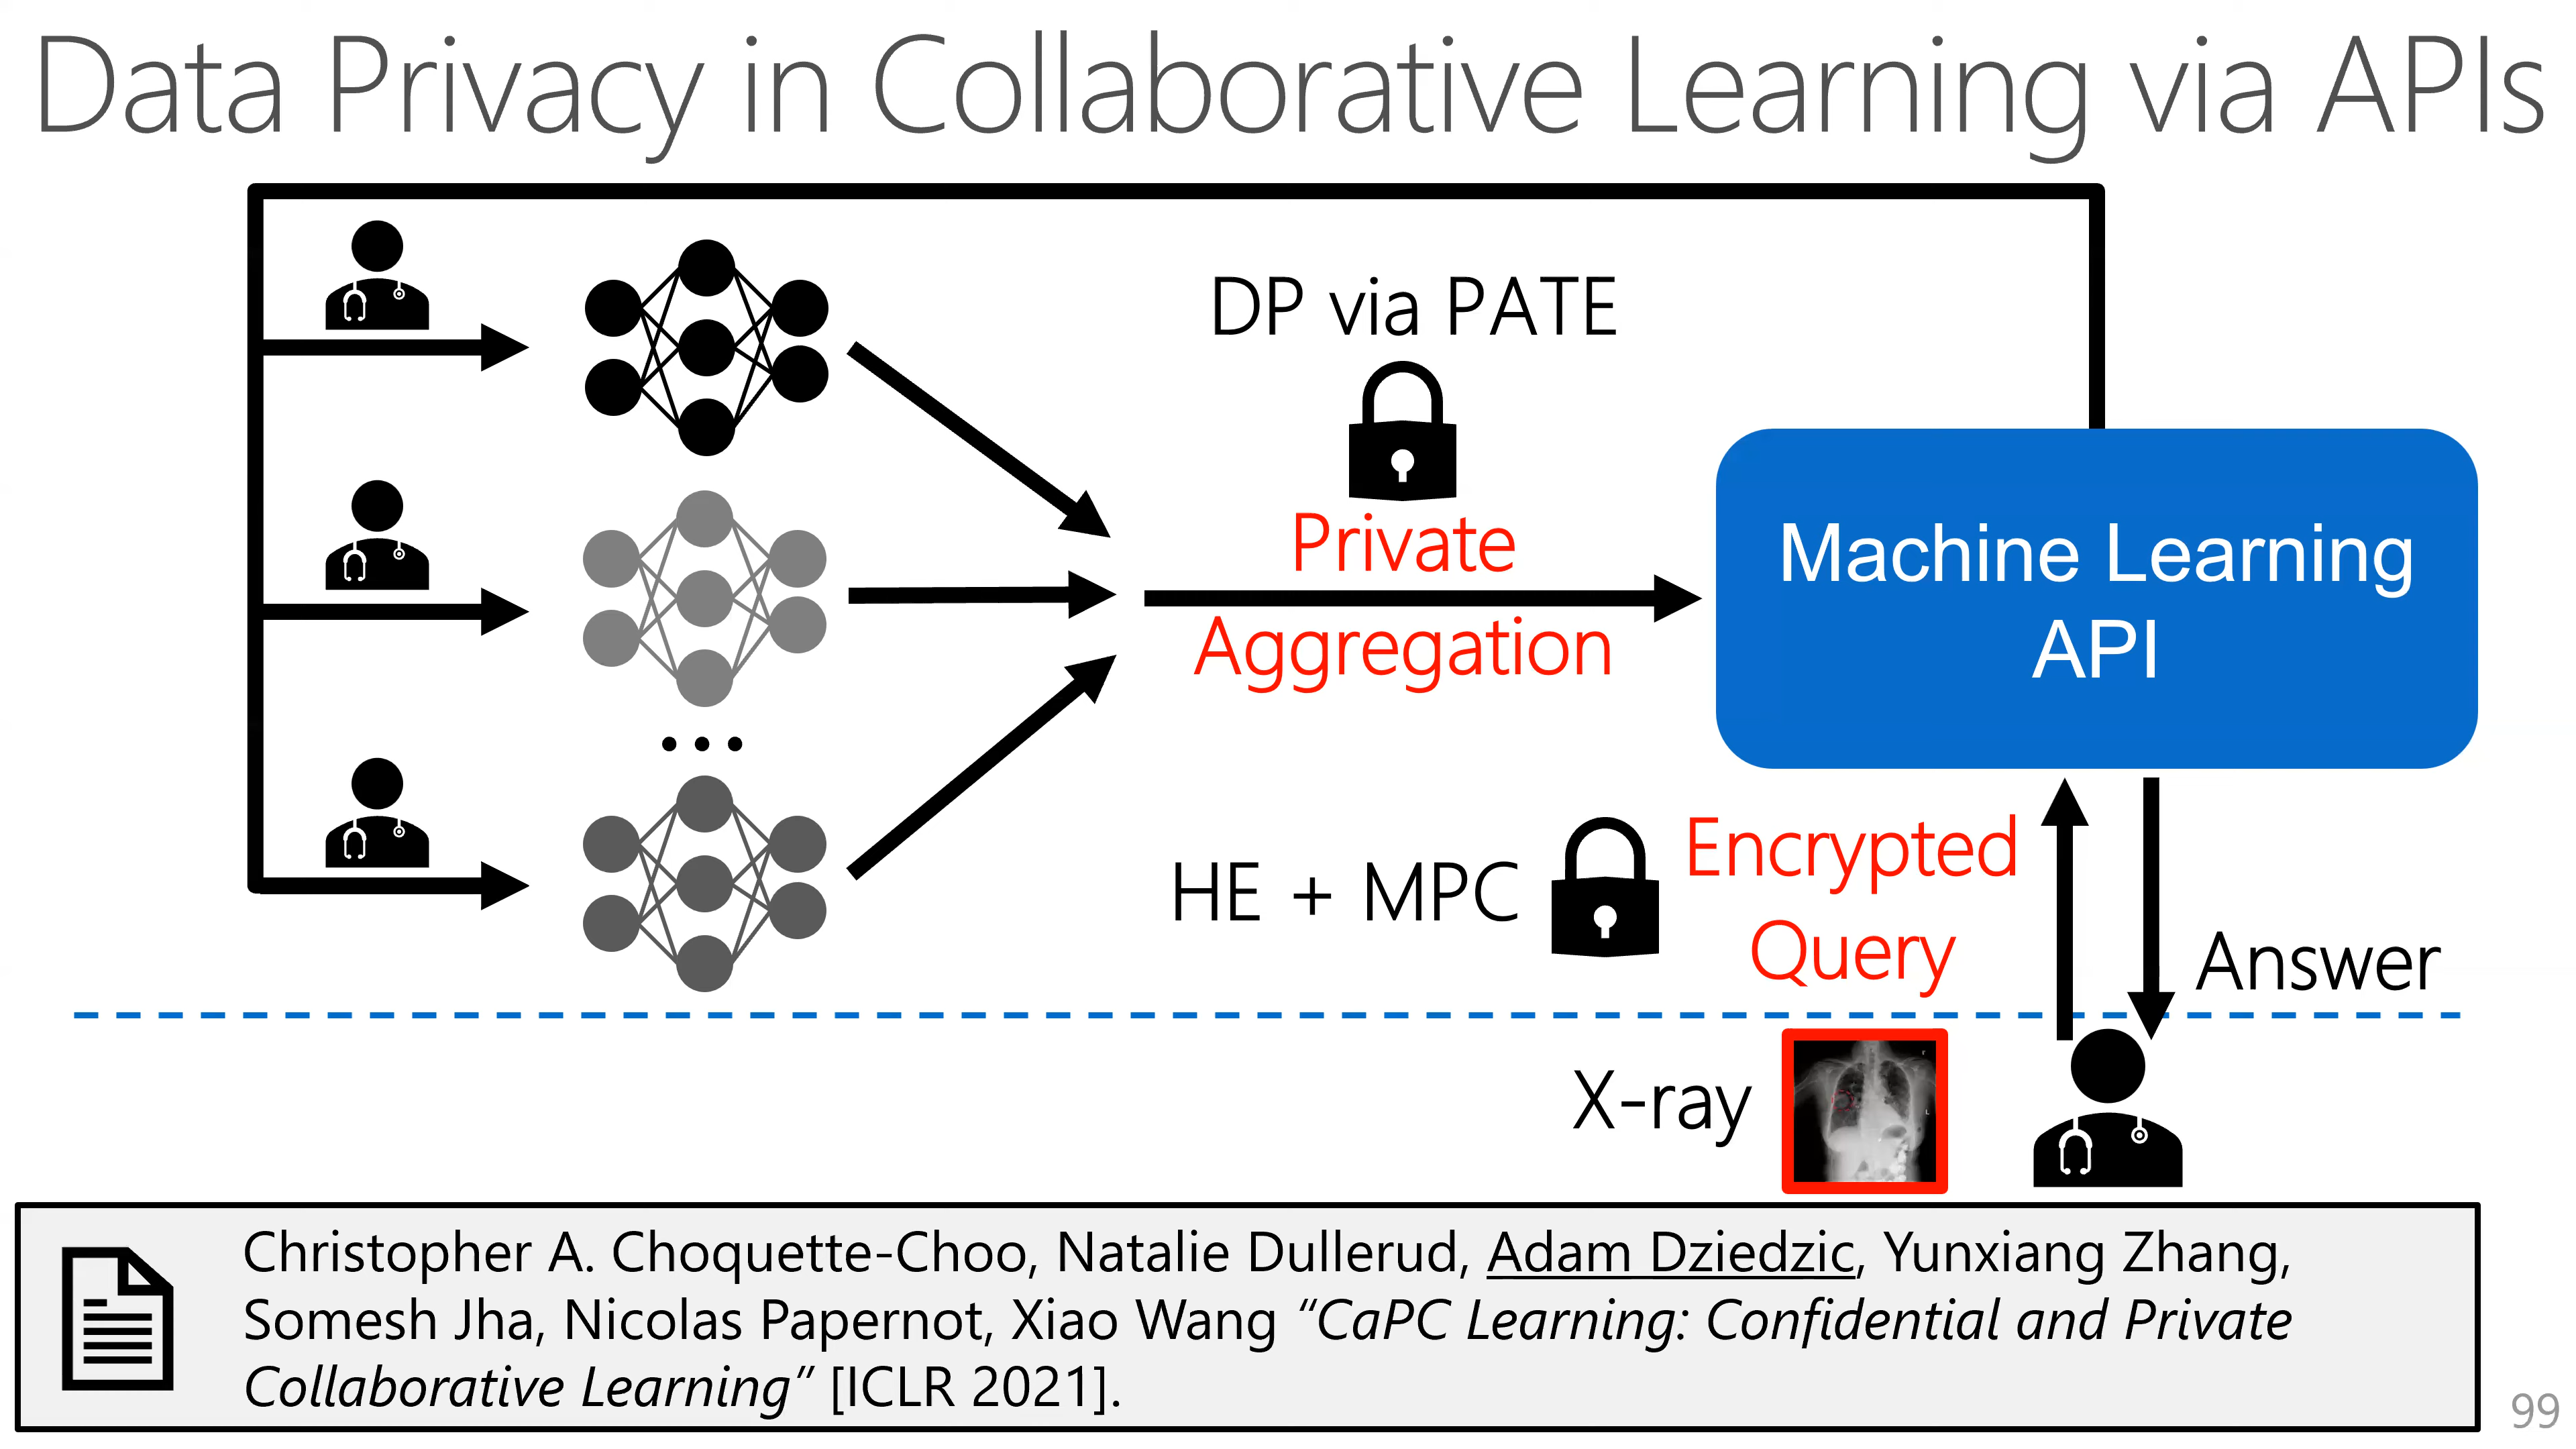 Data Privacy in Collaborative Learning via APIs
DP via PATE
Private
Aggregation
Machine Learning
API
...
HE + MPC
Encrypted
Query
Answer
X-ray
Christopher A. Choquette-Choo, Natalie Dullerud, Adam Dziedzic, Yunxiang Zhang,
Somesh Jha, Nicolas Papernot, Xiao Wang “CaPC Learning: Confidential and Private
Collaborative Learning” [ICLR 2021].
99